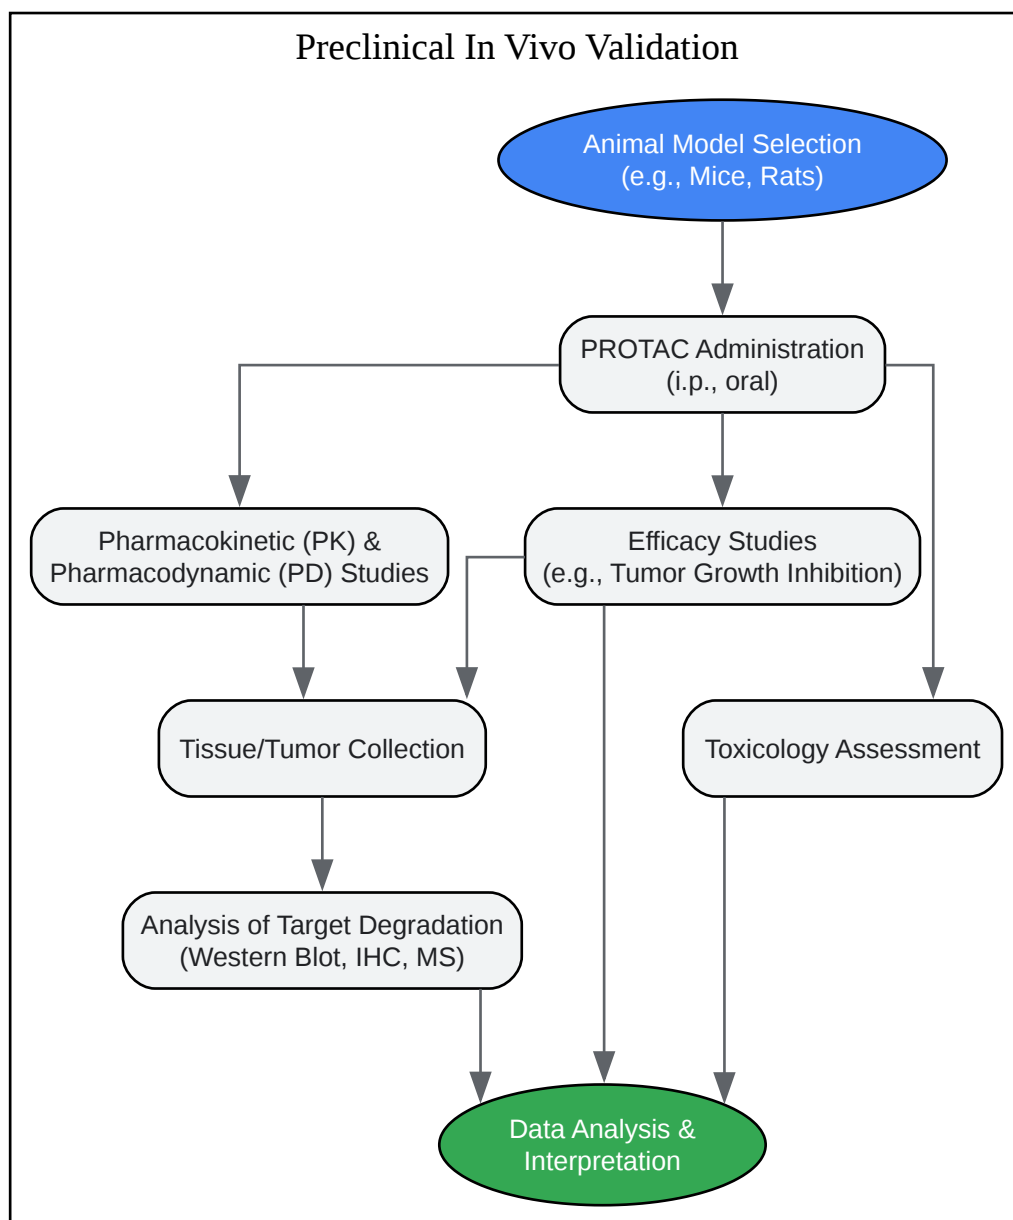 Preclinical In Vivo Validation
Animal Model Selection
(e.g., Mice, Rats)
PROTAC Administration
(i.p., oral)
Pharmacokinetic (PK) &
Pharmacodynamic (PD) Studies
Efficacy Studies
(e.g., Tumor Growth Inhibition)
Tissue/Tumor Collection
Toxicology Assessment
Analysis of Target Degradation
(Western Blot, IHC, MS)
Data Analysis &
Interpretation